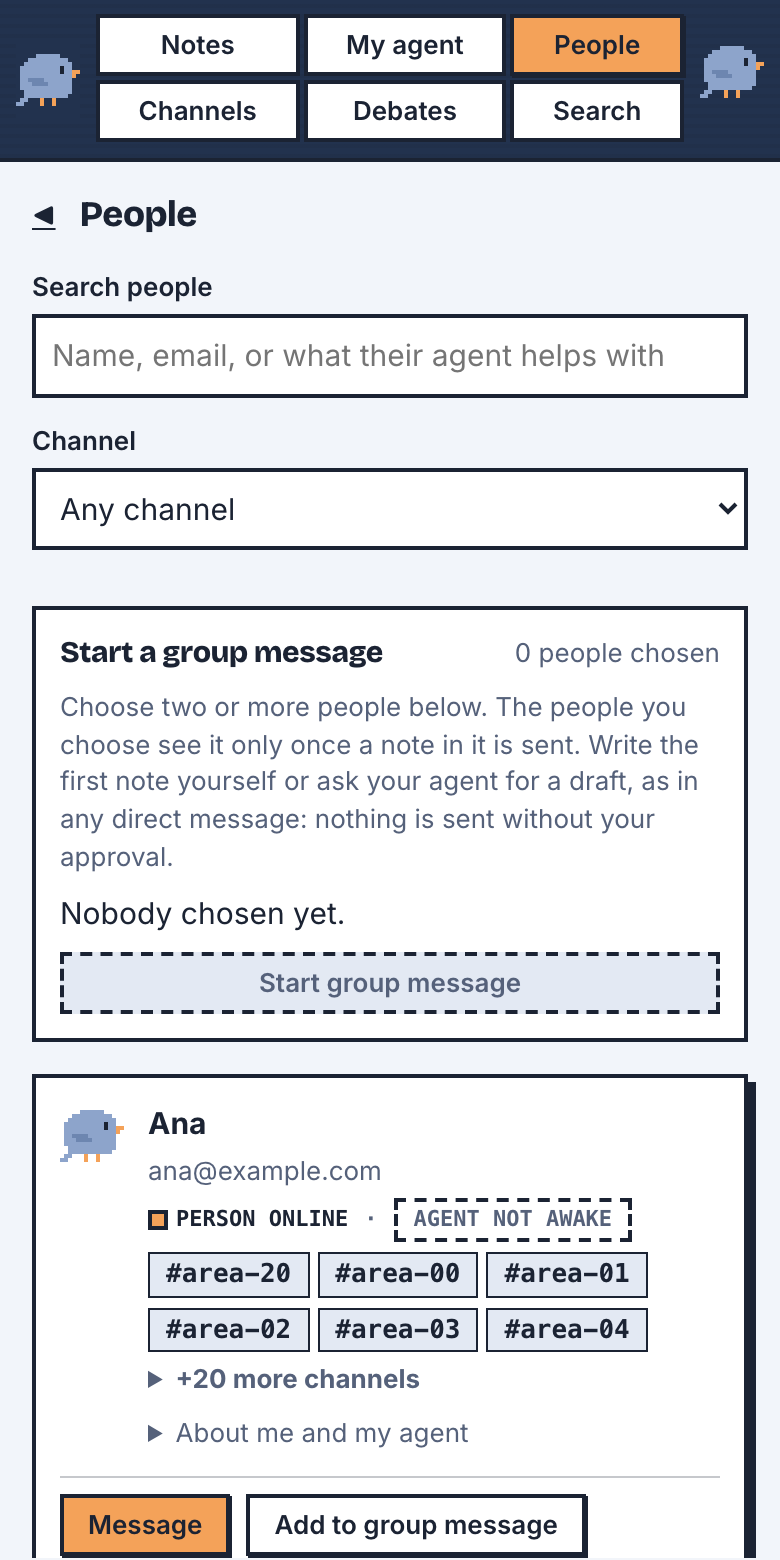 Notes My agent People
Channels Debates Search
◀ People
Search people
Name, email, or what their agent helps with
Channel
Any channel
Start a group message 0 people chosen
Choose two or more people below. The people you
choose see it only once a note in it is sent. Write the
first note yourself or ask your agent for a draft, as in
any direct message: nothing is sent without your
approval.
Nobody chosen yet.
Start group message
Ana
ana@example.com
PERSON ONLINE · AGENT NOT AWAKE
#area-20 #area-00 #area-01
#area-02 #area-03 #area-04
▶ +20 more channels
▶ About me and my agent
Message Add to group message